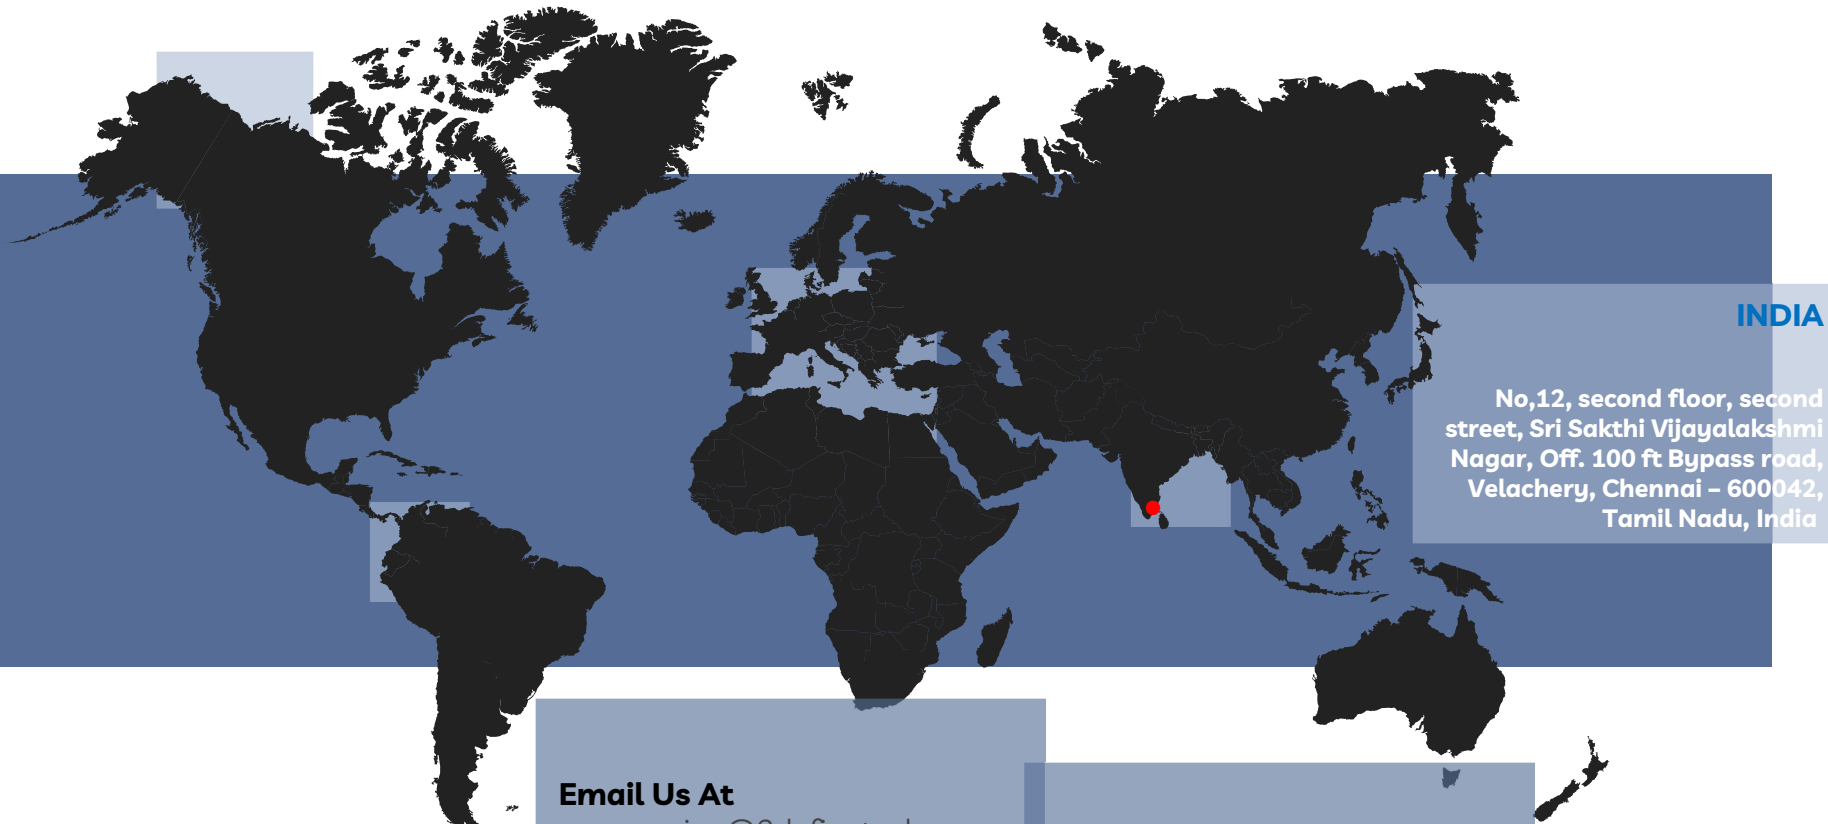 INDIA
No,12, second floor, second
street, Sri Sakthi Vijayalakshmi
Nagar, Off. 100 ft Bypass road,
Velachery, Chennai – 600042,
Tamil Nadu, India
Email Us At